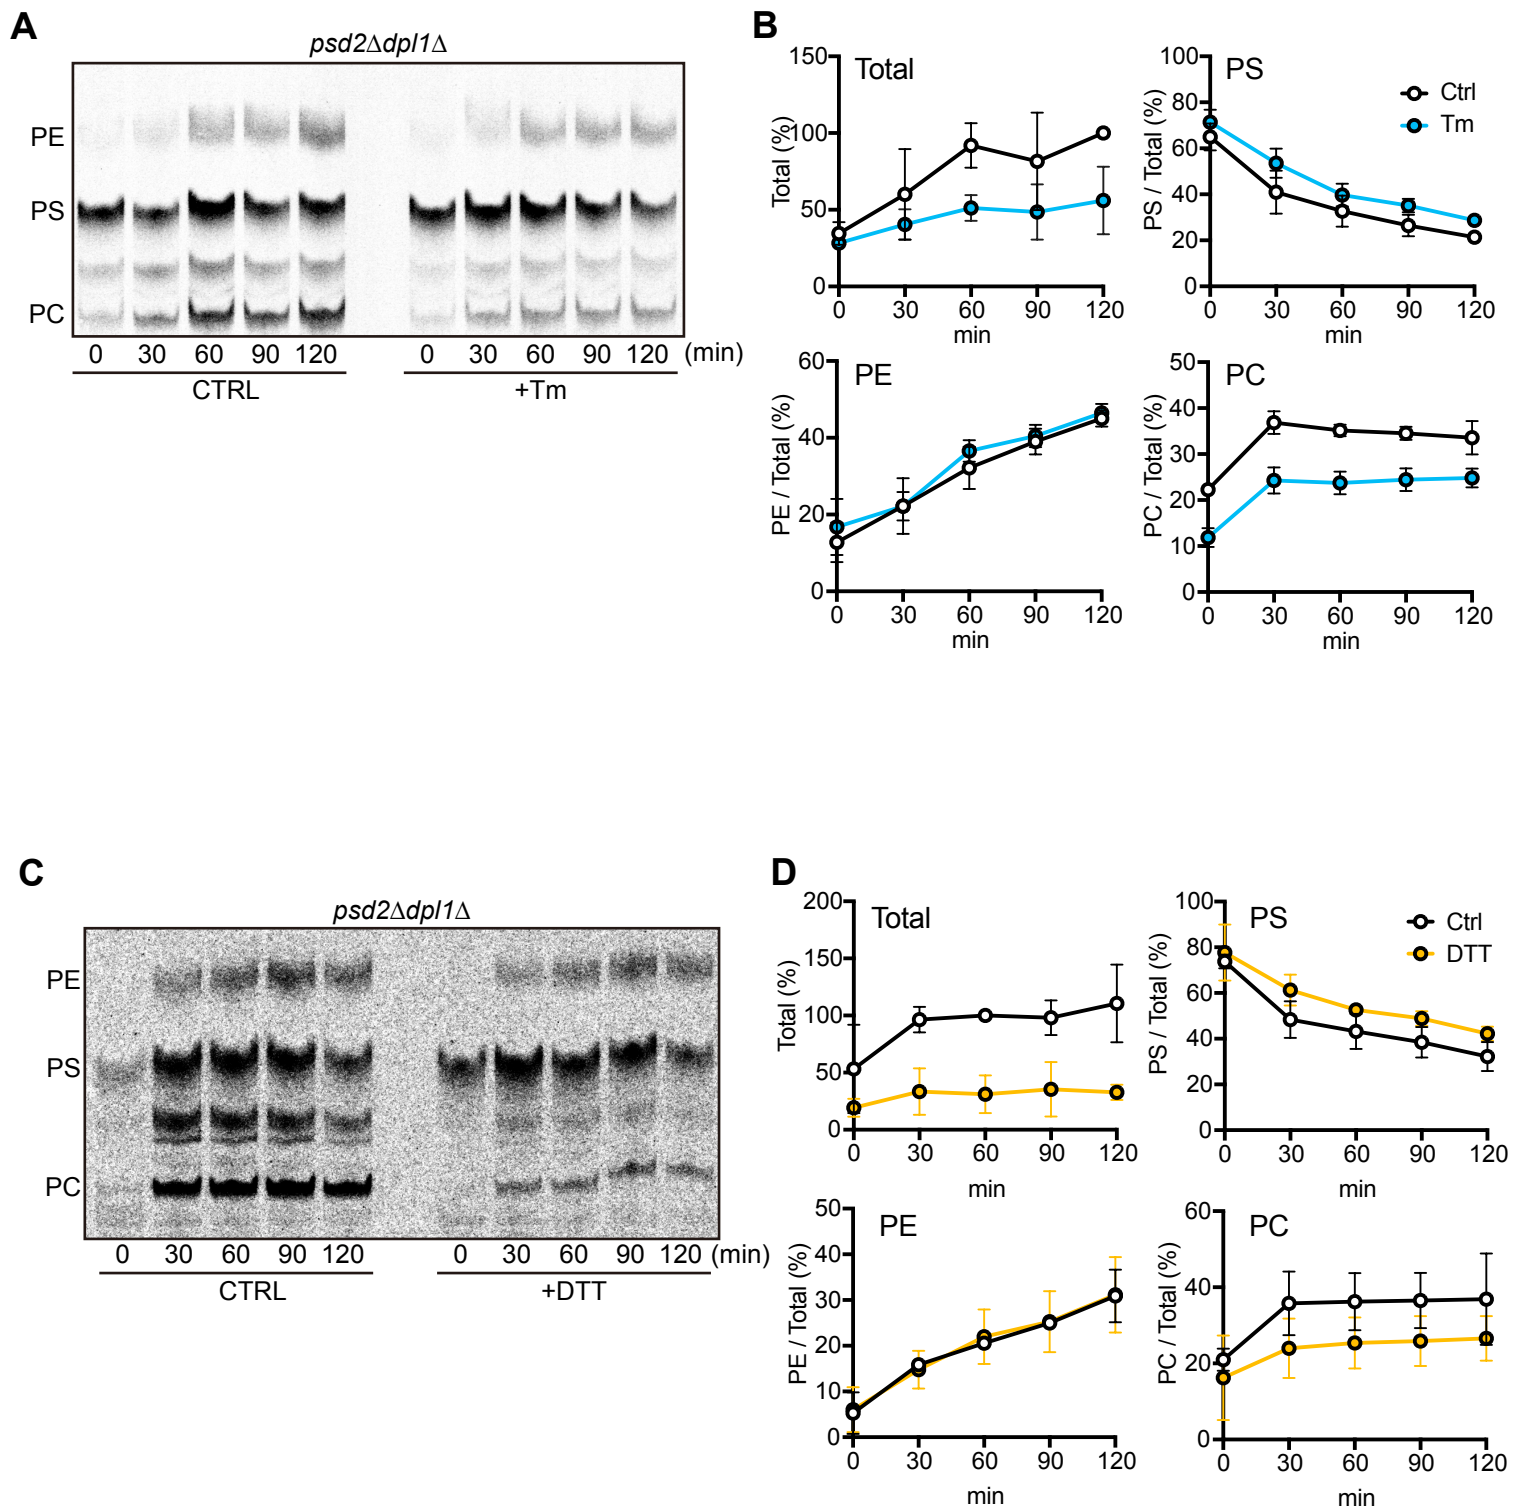 A
psd2Δdpl1Δ
PE
PS
PC
0 30 60 90 120 0 30 60 90 120 (min)
CTRL +Tm
B
Total
Total (%)
150
100
50
0
0 30 60 90 120
min
PS
PS / Total (%)
100
80
60
40
20
0
0 30 60 90 120
min
Ctrl
Tm
PE
PE / Total (%)
60
40
20
0
0 30 60 90 120
min
PC
PC / Total (%)
50
40
30
20
10
0
0 30 60 90 120
min
C
psd2Δdpl1Δ
PE
PS
PC
0 30 60 90 120 0 30 60 90 120 (min)
CTRL +DTT
D
Total
Total (%)
200
150
100
50
0
0 30 60 90 120
min
PS
PS / Total (%)
100
80
60
40
20
0
0 30 60 90 120
min
Ctrl
DTT
PE
PE / Total (%)
50
40
30
20
10
0
0 30 60 90 120
min
PC
PC / Total (%)
60
40
20
0
0 30 60 90 120
min